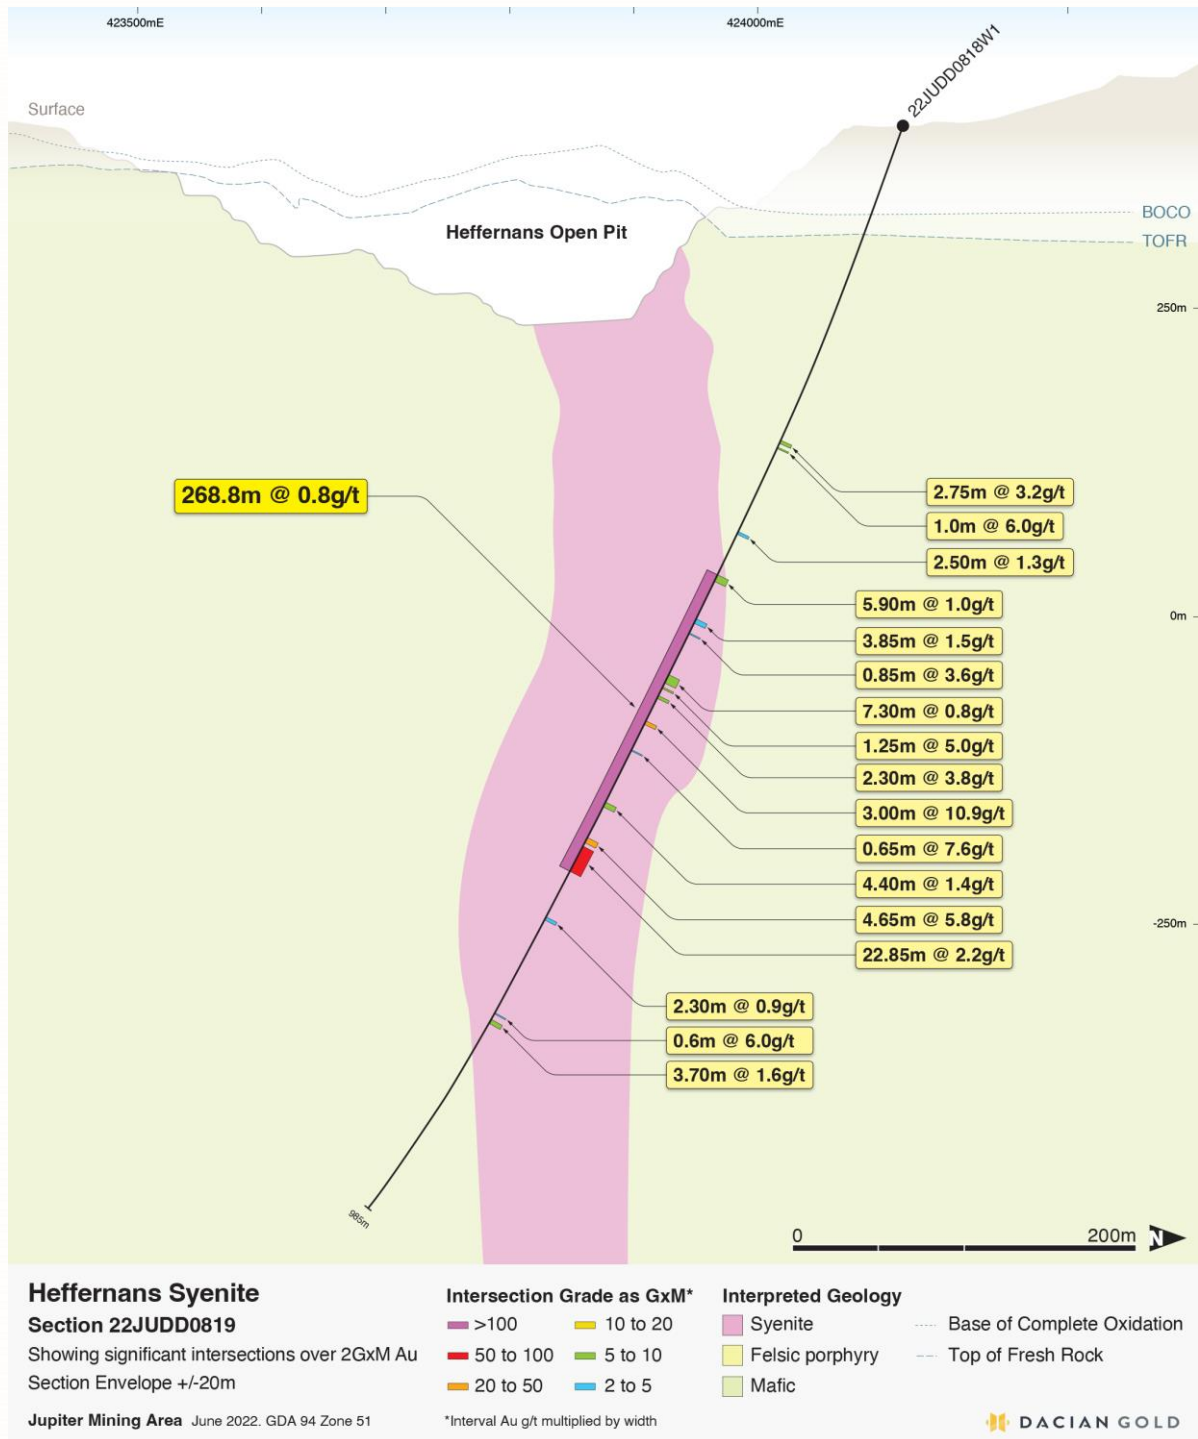 423500mE
424000mE
22JUDD0818W1
Surface
BOCO
TOFR
Heffernans Open Pit
250m
268.8m @ 0.8g/t
2.75m @ 3.2g/t
1.0m @ 6.0g/t
2.50m @ 1.3g/t
5.90m @ 1.0g/t
0m
3.85m @ 1.5g/t
0.85m @ 3.6g/t
7.30m @ 0.8g/t
1.25m @ 5.0g/t
2.30m @ 3.8g/t
3.00m @ 10.9g/t
0.65m @ 7.6g/t
4.40m @ 1.4g/t
4.65m @ 5.8g/t
-250m
22.85m @ 2.2g/t
2.30m @ 0.9g/t
0.6m @ 6.0g/t
3.70m @ 1.6g/t
985m
0 200m
N
Heffernans Syenite
Section 22JUDD0819
Showing significant intersections over 2GxM Au
Section Envelope +/-20m
Jupiter Mining Area June 2022. GDA 94 Zone 51
Intersection Grade as GxM*
>100 10 to 20
50 to 100 5 to 10
20 to 50 2 to 5
*Interval Au g/t multiplied by width
Interpreted Geology
Syenite Base of Complete Oxidation
Felsic porphyry Top of Fresh Rock
Mafic
DACIAN GOLD